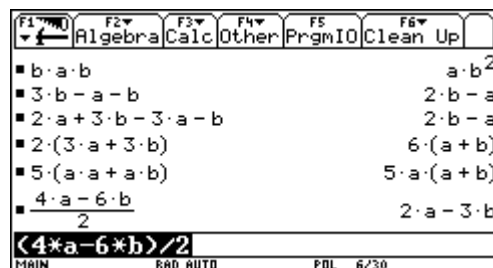 F1 F2 Algebra F3 Calc F4 Other F5 PrgmIO F6 Clean Up
b·a·b a·b²
3·b - a - b 2·b - a
2·a + 3·b - 3·a - b 2·b - a
2·(3·a + 3·b) 6·(a + b)
5·(a·a + a·b) 5·a·(a + b)
4·a - 6·b
2
2·a - 3·b
(4*a-6*b)/2
MAIN RAD AUTO POL 6/30